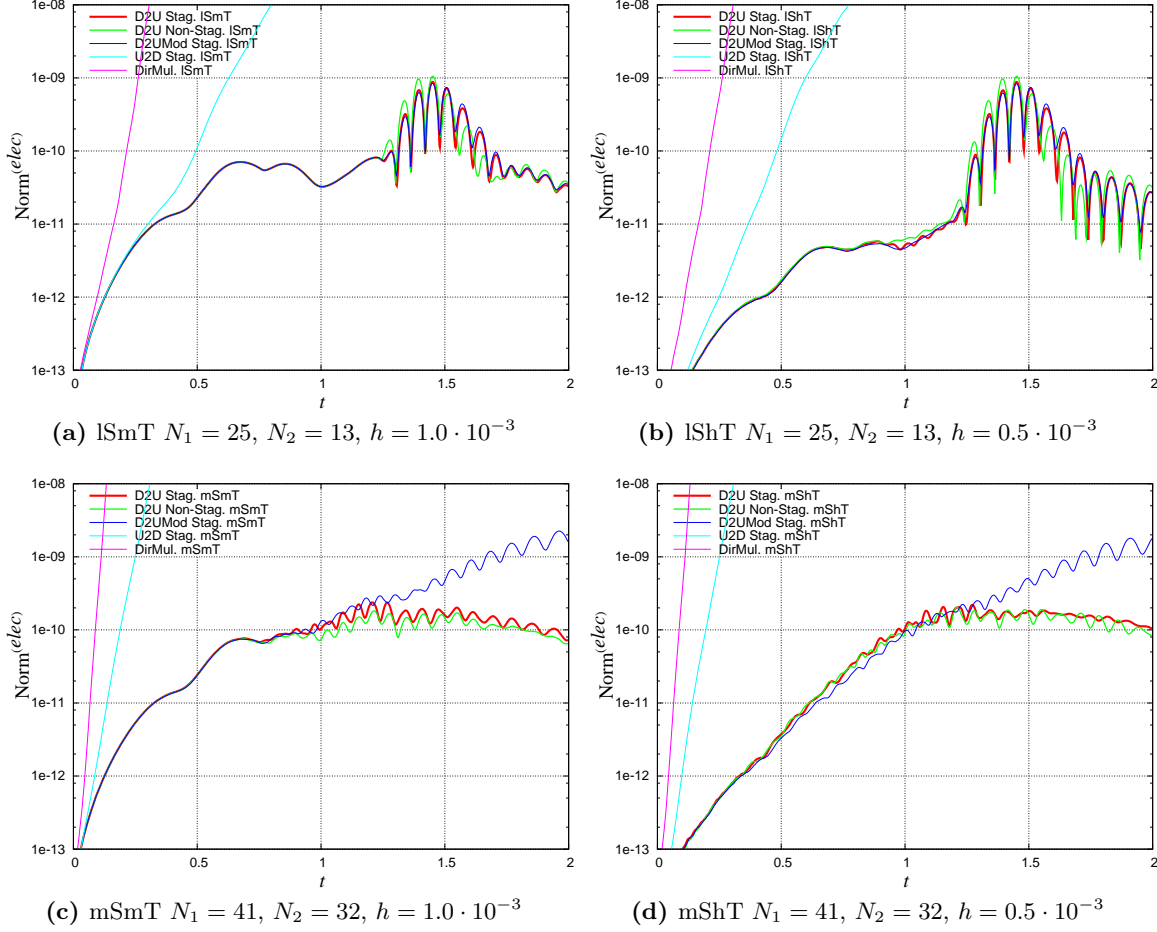 1e-08
1e-09
1e-10
1e-11
1e-12
1e-13
Norm(elec)
D2U Stag. lSmT
D2U Non-Stag. lSmT
D2UMod Stag. lSmT
U2D Stag. lSmT
DirMul. lSmT
0 0.5 1 1.5 2
t
(a) lSmT N1 = 25, N2 = 13, h = 1.0 · 10−3
1e-08
1e-09
1e-10
1e-11
1e-12
1e-13
Norm(elec)
D2U Stag. lShT
D2U Non-Stag. lShT
D2UMod Stag. lShT
U2D Stag. lShT
DirMul. lShT
0 0.5 1 1.5 2
t
(b) lShT N1 = 25, N2 = 13, h = 0.5 · 10−3
1e-08
1e-09
1e-10
1e-11
1e-12
1e-13
Norm(elec)
D2U Stag. mSmT
D2U Non-Stag. mSmT
D2UMod Stag. mSmT
U2D Stag. mSmT
DirMul. mSmT
0 0.5 1 1.5 2
t
(c) mSmT N1 = 41, N2 = 32, h = 1.0 · 10−3
1e-08
1e-09
1e-10
1e-11
1e-12
1e-13
Norm(elec)
D2U Stag. mShT
D2U Non-Stag. mShT
D2UMod Stag. mShT
U2D Stag. mShT
DirMul. mShT
0 0.5 1 1.5 2
t
(d) mShT N1 = 41, N2 = 32, h = 0.5 · 10−3